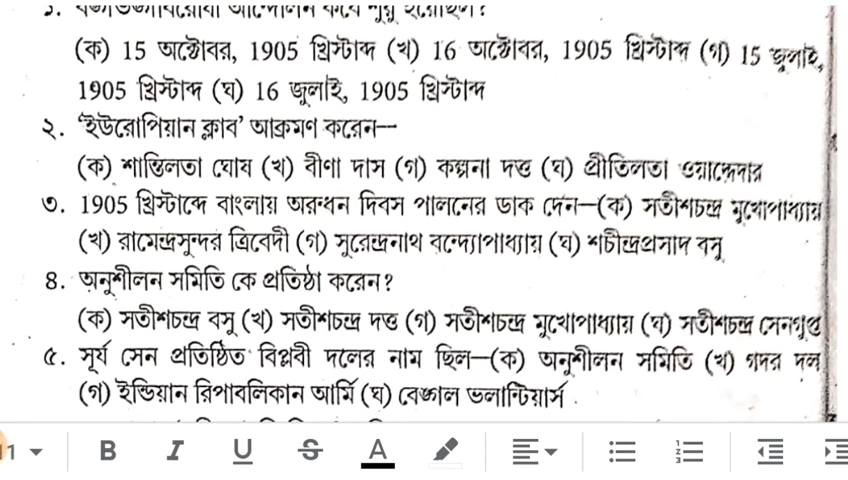 (ক) 15 অক্টোবর, 1905 খ্রিস্টাব্দ (খ) 16 অক্টোবর, 1905 খ্রিস্টাব্দ (গ) 15 জুলাই,
1905 খ্রিস্টাব্দ (ঘ) 16 জুলাই, 1905 খ্রিস্টাব্দ
২. ‘ইউরোপিয়ান ক্লাব’ আক্রমণ করেন—
(ক) শান্তিলতা ঘোষ (খ) বীণা দাস (গ) কল্পনা দত্ত (ঘ) প্রীতিলতা ওয়াদ্দেদার
৩. 1905 খ্রিস্টাব্দে বাংলায় অরন্ধন দিবস পালনের ডাক দেন—(ক) সতীশচন্দ্র মুখোপাধ্যায়
(খ) রামেন্দ্রসুন্দর ত্রিবেদী (গ) সুরেন্দ্রনাথ বন্দ্যোপাধ্যায় (ঘ) শচীন্দ্রপ্রসাদ বসু
৪. অনুশীলন সমিতি কে প্রতিষ্ঠা করেন?
(ক) সতীশচন্দ্র বসু (খ) সতীশচন্দ্র দত্ত (গ) সতীশচন্দ্র মুখোপাধ্যায় (ঘ) সতীশচন্দ্র সেনগুপ্ত
৫. সূর্য সেন প্রতিষ্ঠিত বিপ্লবী দলের নাম ছিল—(ক) অনুশীলন সমিতি (খ) গদর দল
(গ) ইন্ডিয়ান রিপাবলিকান আর্মি (ঘ) বেঙ্গল ভলান্টিয়ার্স
B I U S A